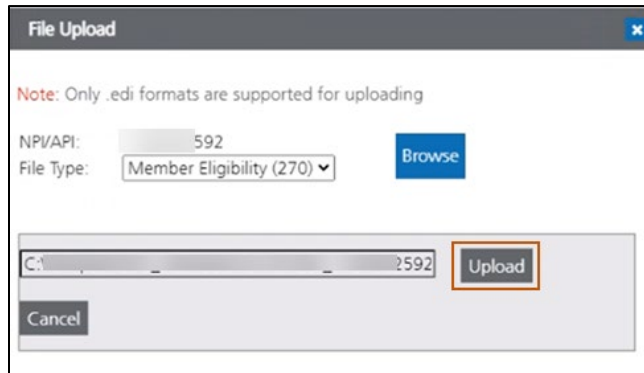 File Upload
x
Note: Only .edi formats are supported for uploading
NPI/API: 592
File Type: Member Eligibility (270)
Browse
C:\ _ _ 2592
Upload
Cancel